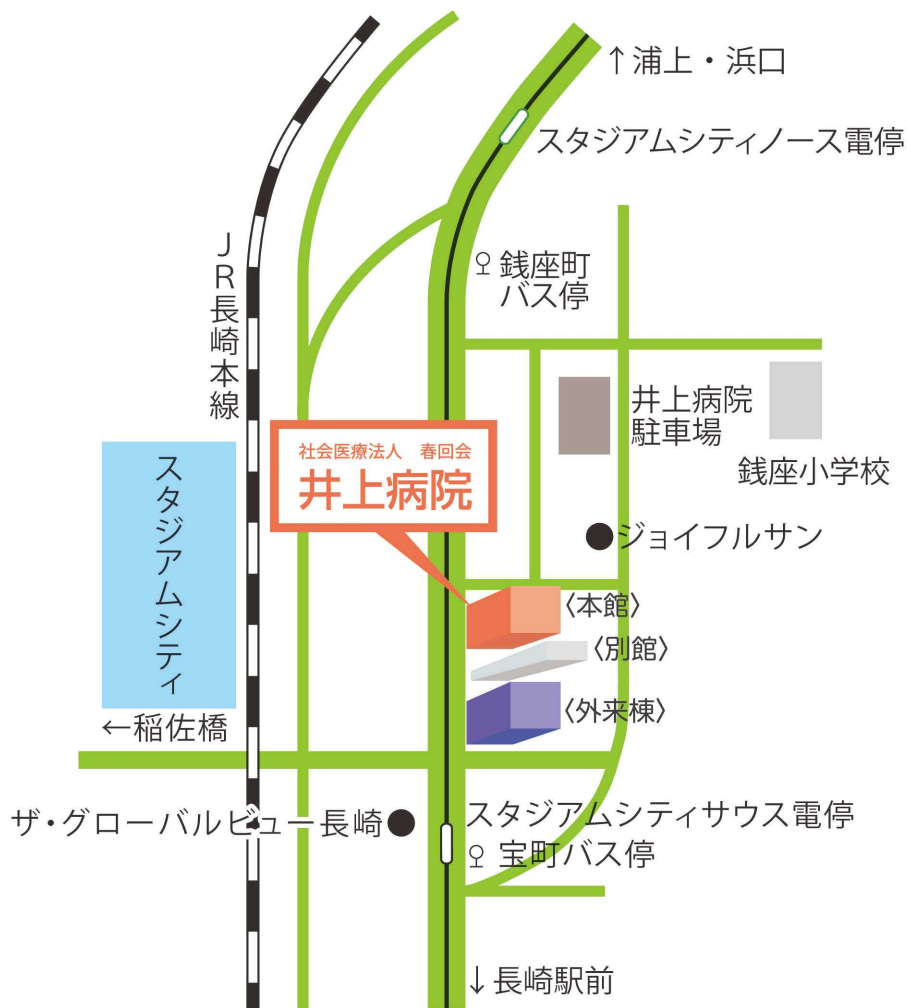 ↑浦上・浜口
スタジアムシティノース電停
銭座町
バス停
JR長崎本線
井上病院
駐車場
銭座小学校
社会医療法人　春回会
井上病院
スタジアムシティ
ジョイフルサン
〈本館〉
〈別館〉
〈外来棟〉
←稲佐橋
ザ・グローバルビュー長崎
スタジアムシティサウス電停
宝町バス停
↓長崎駅前